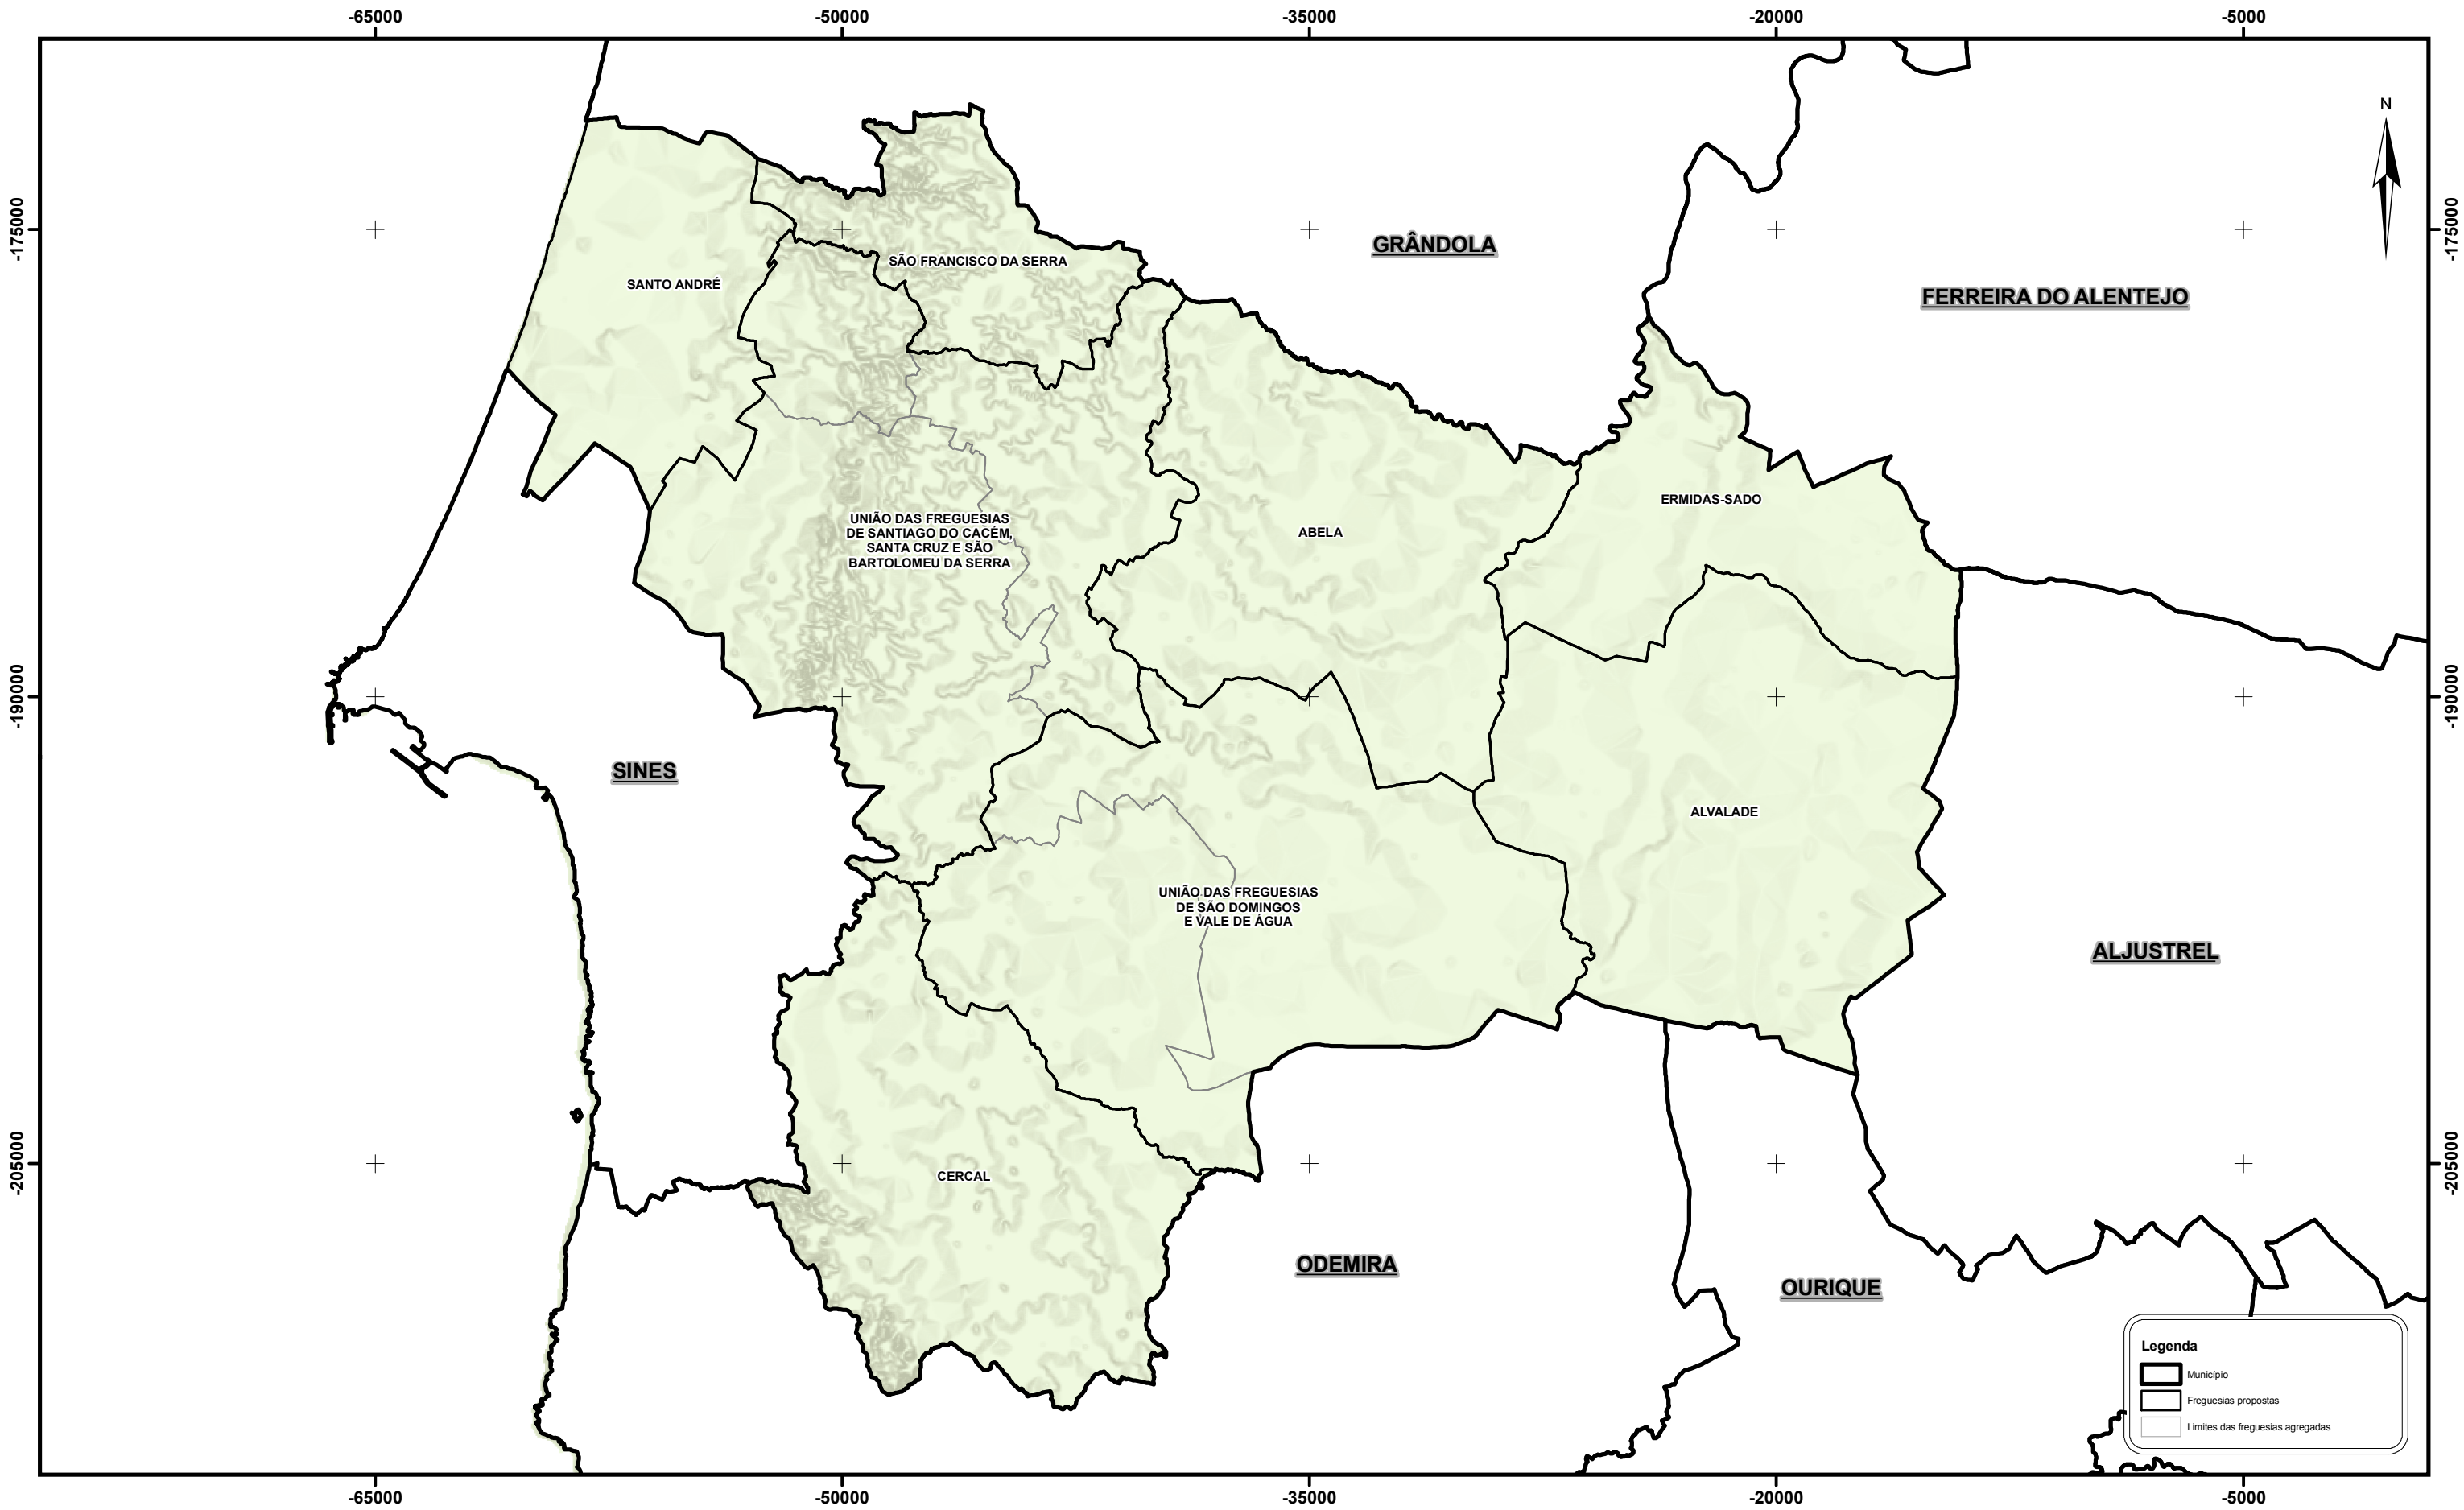 -65000
-50000
-35000
-20000
-5000
N
-175000
-175000
GRÂNDOLA
SÃO FRANCISCO DA SERRA
SANTO ANDRÉ
FERREIRA DO ALENTEJO
ERMIDAS-SADO
UNIÃO DAS FREGUESIAS
DE SANTIAGO DO CACÉM,
SANTA CRUZ E SÃO
BARTOLOMEU DA SERRA
ABELA
-190000
-190000
SINES
ALVALADE
UNIÃO DAS FREGUESIAS
DE SÃO DOMINGOS
E VALE DE ÁGUA
ALJUSTREL
-205000
-205000
CERCAL
ODEMIRA
OURIQUE
Legenda
Município
Freguesias propostas
Limites das freguesias agregadas
-65000
-50000
-35000
-20000
-5000